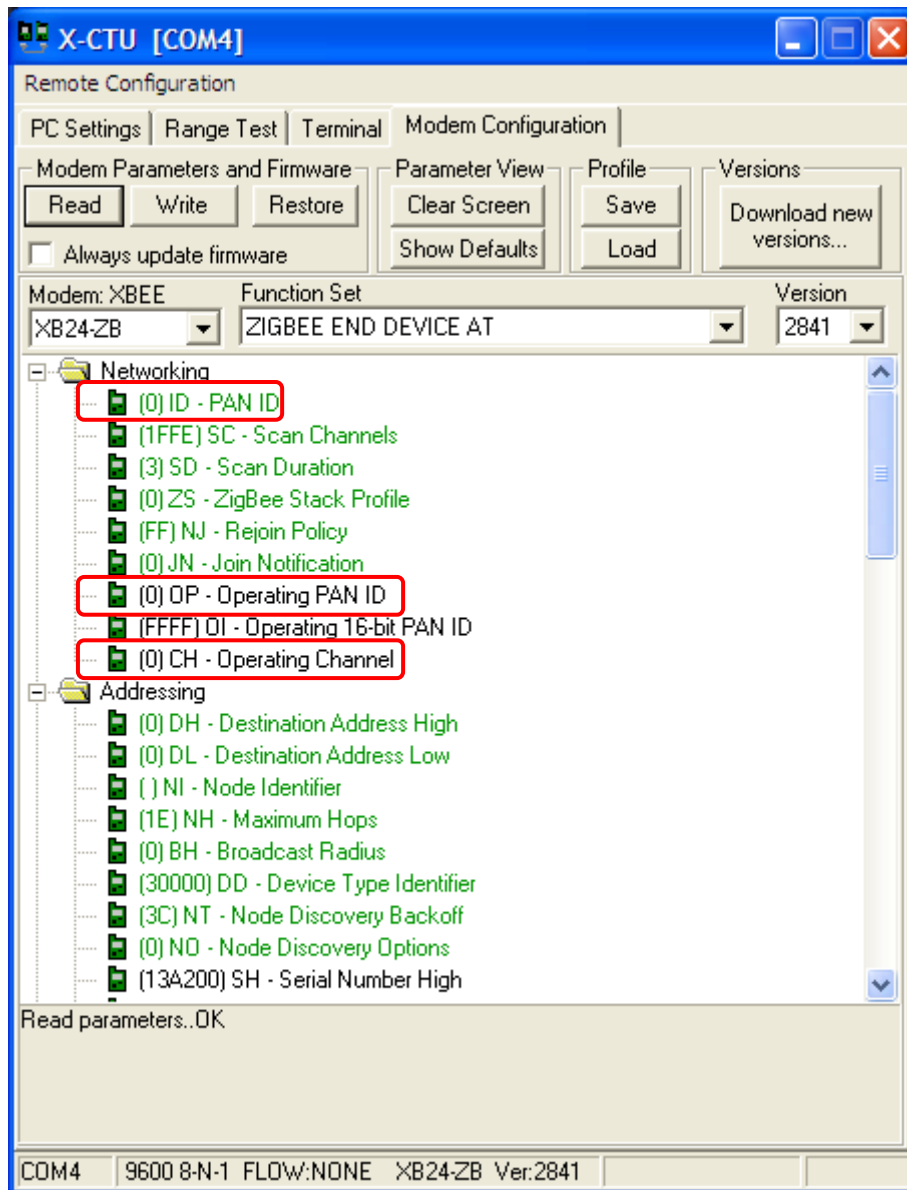 X-CTU [COM4]
Remote Configuration
PC Settings Range Test Terminal Modem Configuration
Modem Parameters and Firmware Parameter View Profile Versions
Read Write Restore Clear Screen Save Download new versions...
Always update firmware Show Defaults Load
Modem: XBEE Function Set Version
XB24-ZB ZIGBEE END DEVICE AT 2841
Networking
(0) ID - PAN ID
(1FFE) SC - Scan Channels
(3) SD - Scan Duration
(0) ZS - ZigBee Stack Profile
(FF) NJ - Rejoin Policy
(0) JN - Join Notification
(0) OP - Operating PAN ID
(FFFF) OI - Operating 16-bit PAN ID
(0) CH - Operating Channel
Addressing
(0) DH - Destination Address High
(0) DL - Destination Address Low
( ) NI - Node Identifier
(1E) NH - Maximum Hops
(0) BH - Broadcast Radius
(30000) DD - Device Type Identifier
(3C) NT - Node Discovery Backoff
(0) NO - Node Discovery Options
(13A200) SH - Serial Number High
Read parameters..OK
COM4 9600 8-N-1 FLOW:NONE XB24-ZB Ver:2841